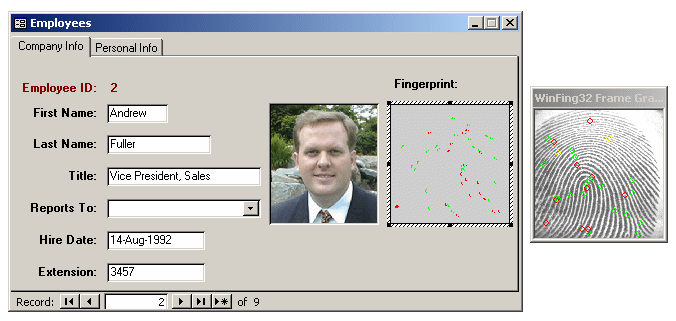 Employees
Company Info Personal Info
Employee ID: 2
Fingerprint:
First Name: Andrew
Last Name: Fuller
Title: Vice President, Sales
Reports To:
Hire Date: 14-Aug-1992
Extension: 3457
Record: 2 of 9
WinFing32 Frame Gra...